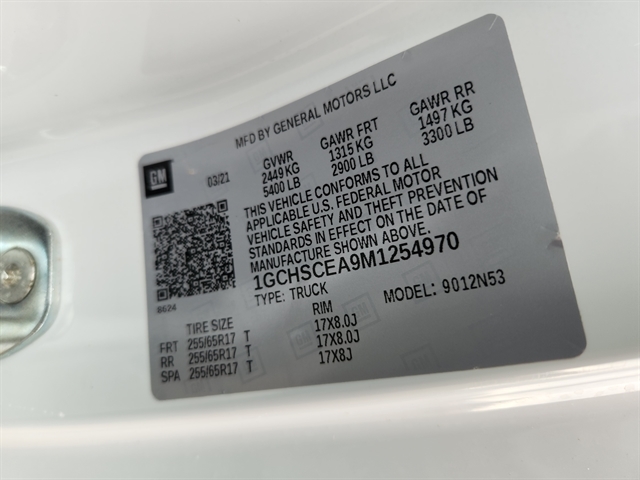 MFD BY GENERAL MOTORS LLC
GM
03/21
GVWR GAWR FRT GAWR RR
2449 KG 1315 KG 1497 KG
5400 LB 2900 LB 3300 LB
THIS VEHICLE CONFORMS TO ALL
APPLICABLE U.S. FEDERAL MOTOR
VEHICLE SAFETY AND THEFT PREVENTION
STANDARDS IN EFFECT ON THE DATE OF
MANUFACTURE SHOWN ABOVE.
1GCHSCEA9M1254970
TYPE: TRUCK MODEL: 9012N53
8624
TIRE SIZE RIM
FRT 255/65R17 T 17X8.0J
RR 255/65R17 T 17X8.0J
SPA 255/65R17 T 17X8J